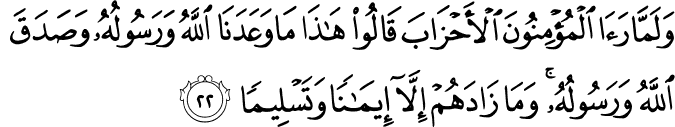 وَلَمَّا رَءَا ٱلْمُؤْمِنُونَ ٱلْأَحْزَابَ قَالُوا۟ هَٰذَا مَا وَعَدَنَا ٱللَّهُ وَرَسُولُهُۥ وَصَدَقَ
ٱللَّهُ وَرَسُولُهُۥ ۚ وَمَا زَادَهُمْ إِلَّآ إِيمَٰنًا وَتَسْلِيمًا ٢٢